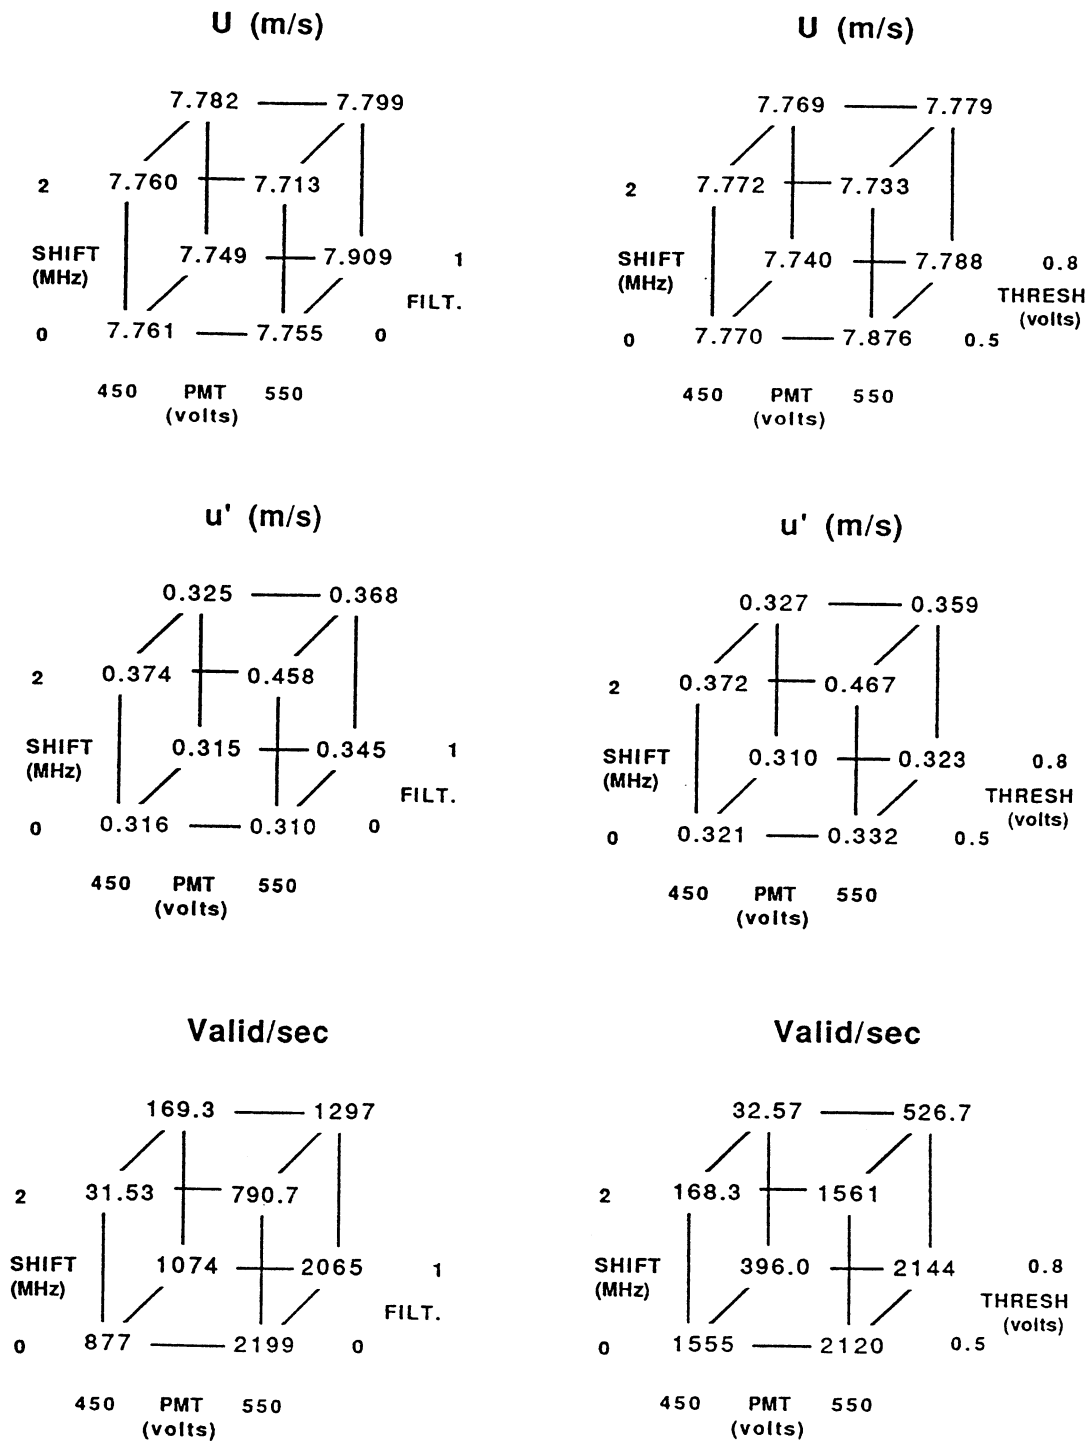 U (m/s)
7.782 7.799
2 7.760 7.713
SHIFT
(MHz)
7.749 7.909 1
FILT.
0 7.761 7.755 0
450 PMT 550
(volts)
U (m/s)
7.769 7.779
2 7.772 7.733
SHIFT
(MHz)
7.740 7.788 0.8
THRESH
(volts)
0 7.770 7.876 0.5
450 PMT 550
(volts)
u' (m/s)
0.325 0.368
2 0.374 0.458
SHIFT
(MHz)
0.315 0.345 1
FILT.
0 0.316 0.310 0
450 PMT 550
(volts)
u' (m/s)
0.327 0.359
2 0.372 0.467
SHIFT
(MHz)
0.310 0.323 0.8
THRESH
(volts)
0 0.321 0.332 0.5
450 PMT 550
(volts)
Valid/sec
169.3 1297
2 31.53 790.7
SHIFT
(MHz)
1074 2065 1
FILT.
0 877 2199 0
450 PMT 550
(volts)
Valid/sec
32.57 526.7
2 168.3 1561
SHIFT
(MHz)
396.0 2144 0.8
THRESH
(volts)
0 1555 2120 0.5
450 PMT 550
(volts)